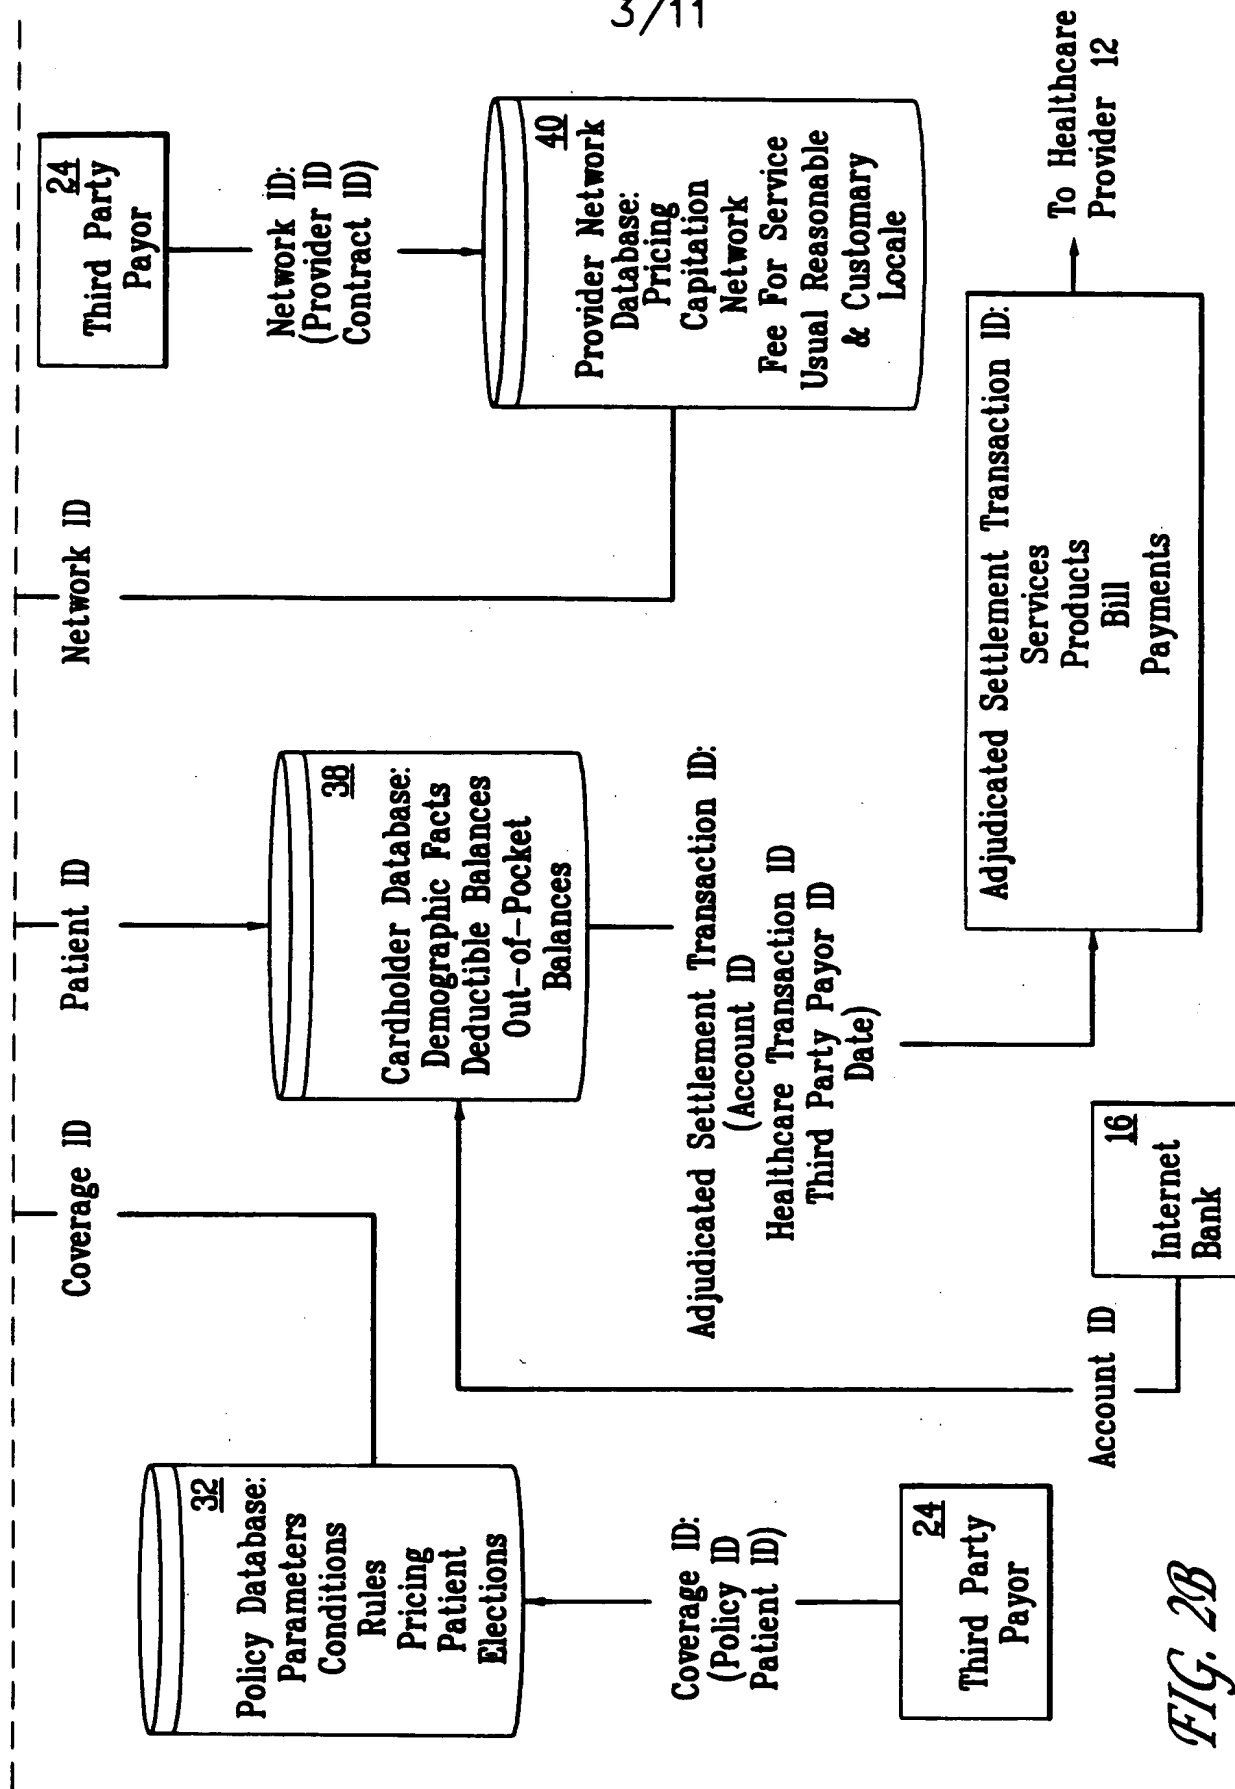 3/11
Coverage ID
Patient ID
Network ID
32
Policy Database:
Parameters
Conditions
Rules
Pricing
Patient
Elections
Coverage ID:
(Policy ID
Patient ID)
24
Third Party
Payor
38
Cardholder Database:
Demographic Facts
Deductible Balances
Out-of-Pocket
Balances
Adjudicated Settlement Transaction ID:
(Account ID
Healthcare Transaction ID
Third Party Payor ID
Date)
Account ID
16
Internet
Bank
24
Third Party
Payor
Network ID:
(Provider ID
Contract ID)
40
Provider Network
Database:
Pricing
Capitation
Network
Fee For Service
Usual Reasonable
& Customary
Locale
Adjudicated Settlement Transaction ID:
Services
Products
Bill
Payments
To Healthcare
Provider 12
FIG. 2B